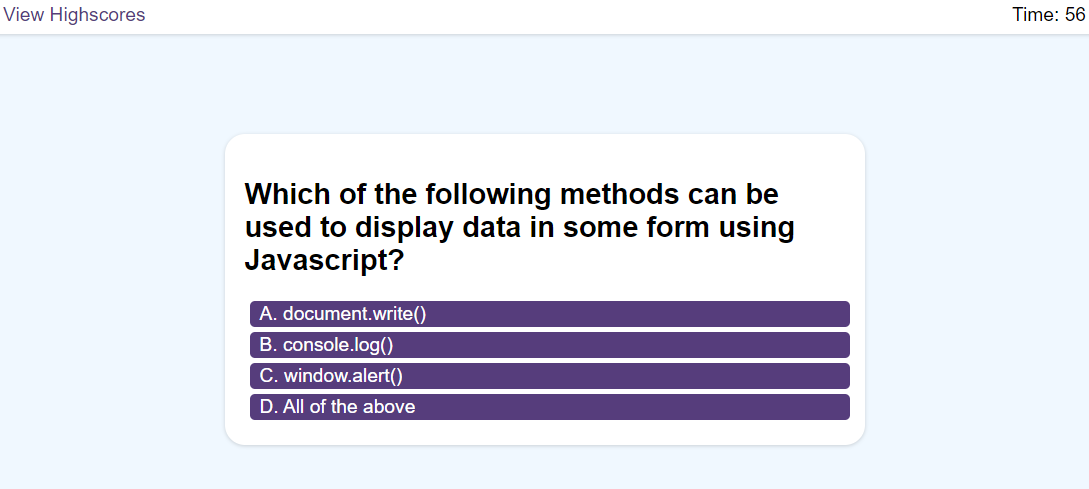 View Highscores
Time: 56
Which of the following methods can be
used to display data in some form using
Javascript?
A. document.write()
B. console.log()
C. window.alert()
D. All of the above